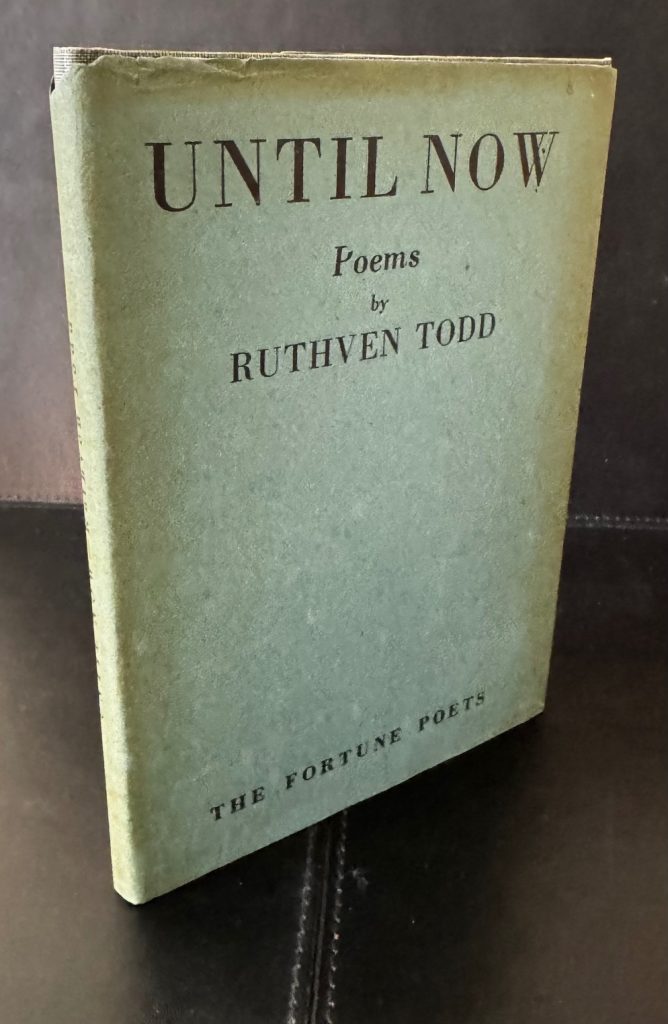 UNTIL NOW
Poems
by
RUTHVEN TODD
THE FORTUNE POETS